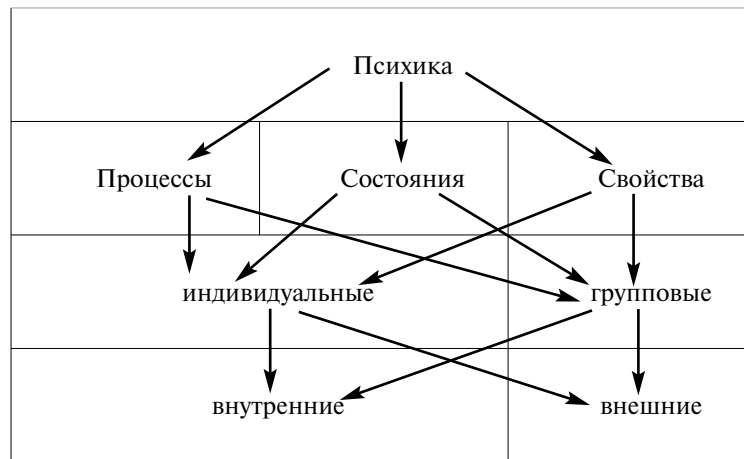 Психика
Процессы Состояния Свойства
индивидуальные групповые
внутренние внешние